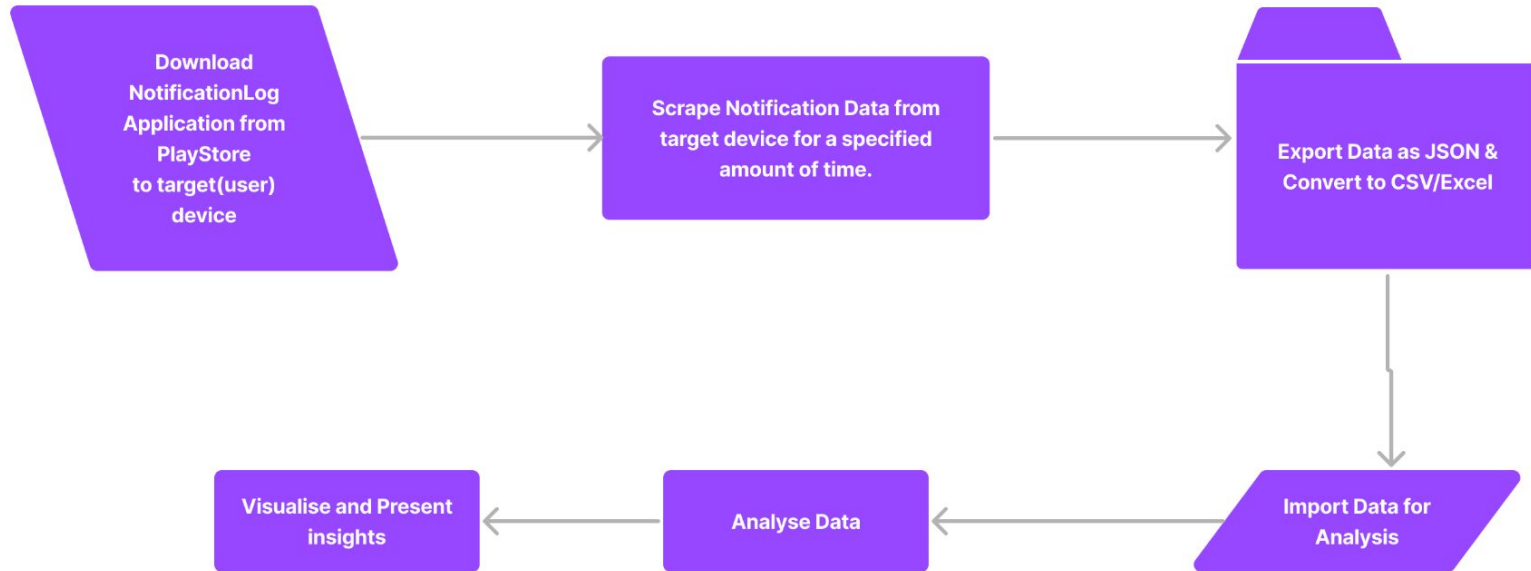 Download
NotificationLog
Application from
PlayStore
to target(user)
device
Scrape Notification Data from
target device for a specified
amount of time.
Export Data as JSON &
Convert to CSV/Excel
Import Data for
Analysis
Analyse Data
Visualise and Present
insights